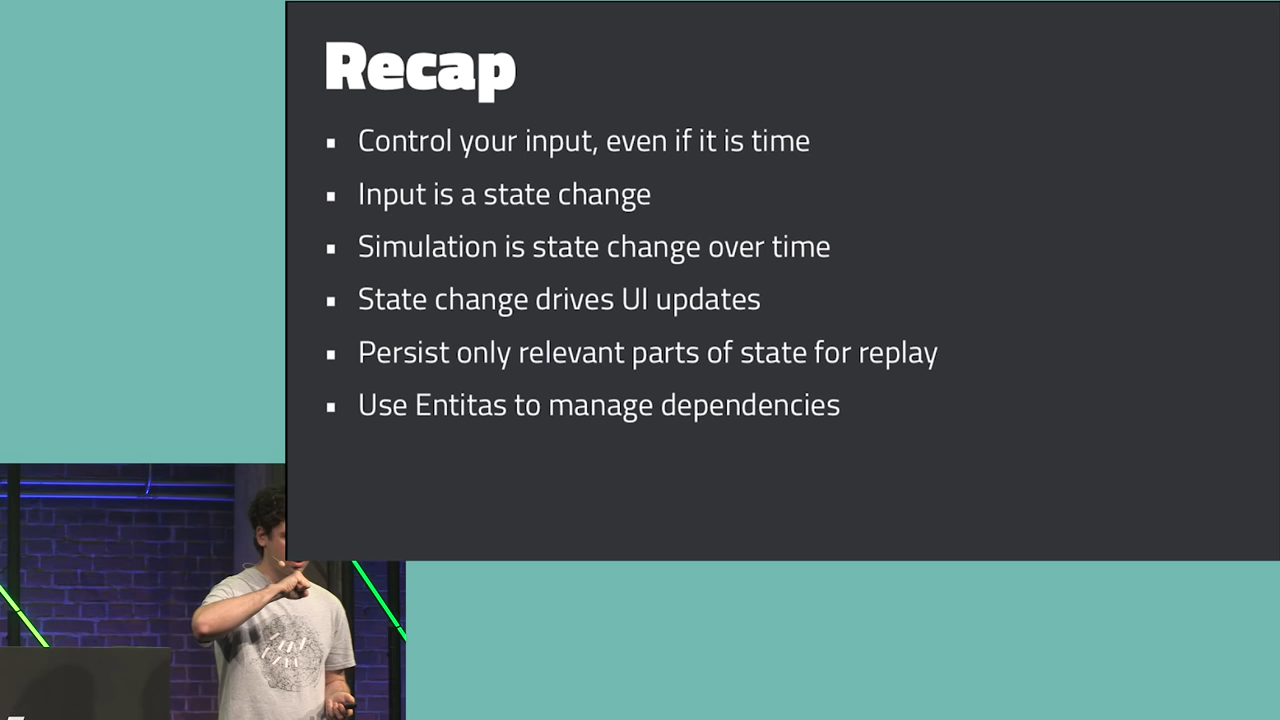 Recap
▪ Control your input, even if it is time
▪ Input is a state change
▪ Simulation is state change over time
▪ State change drives UI updates
▪ Persist only relevant parts of state for replay
▪ Use Entitas to manage dependencies